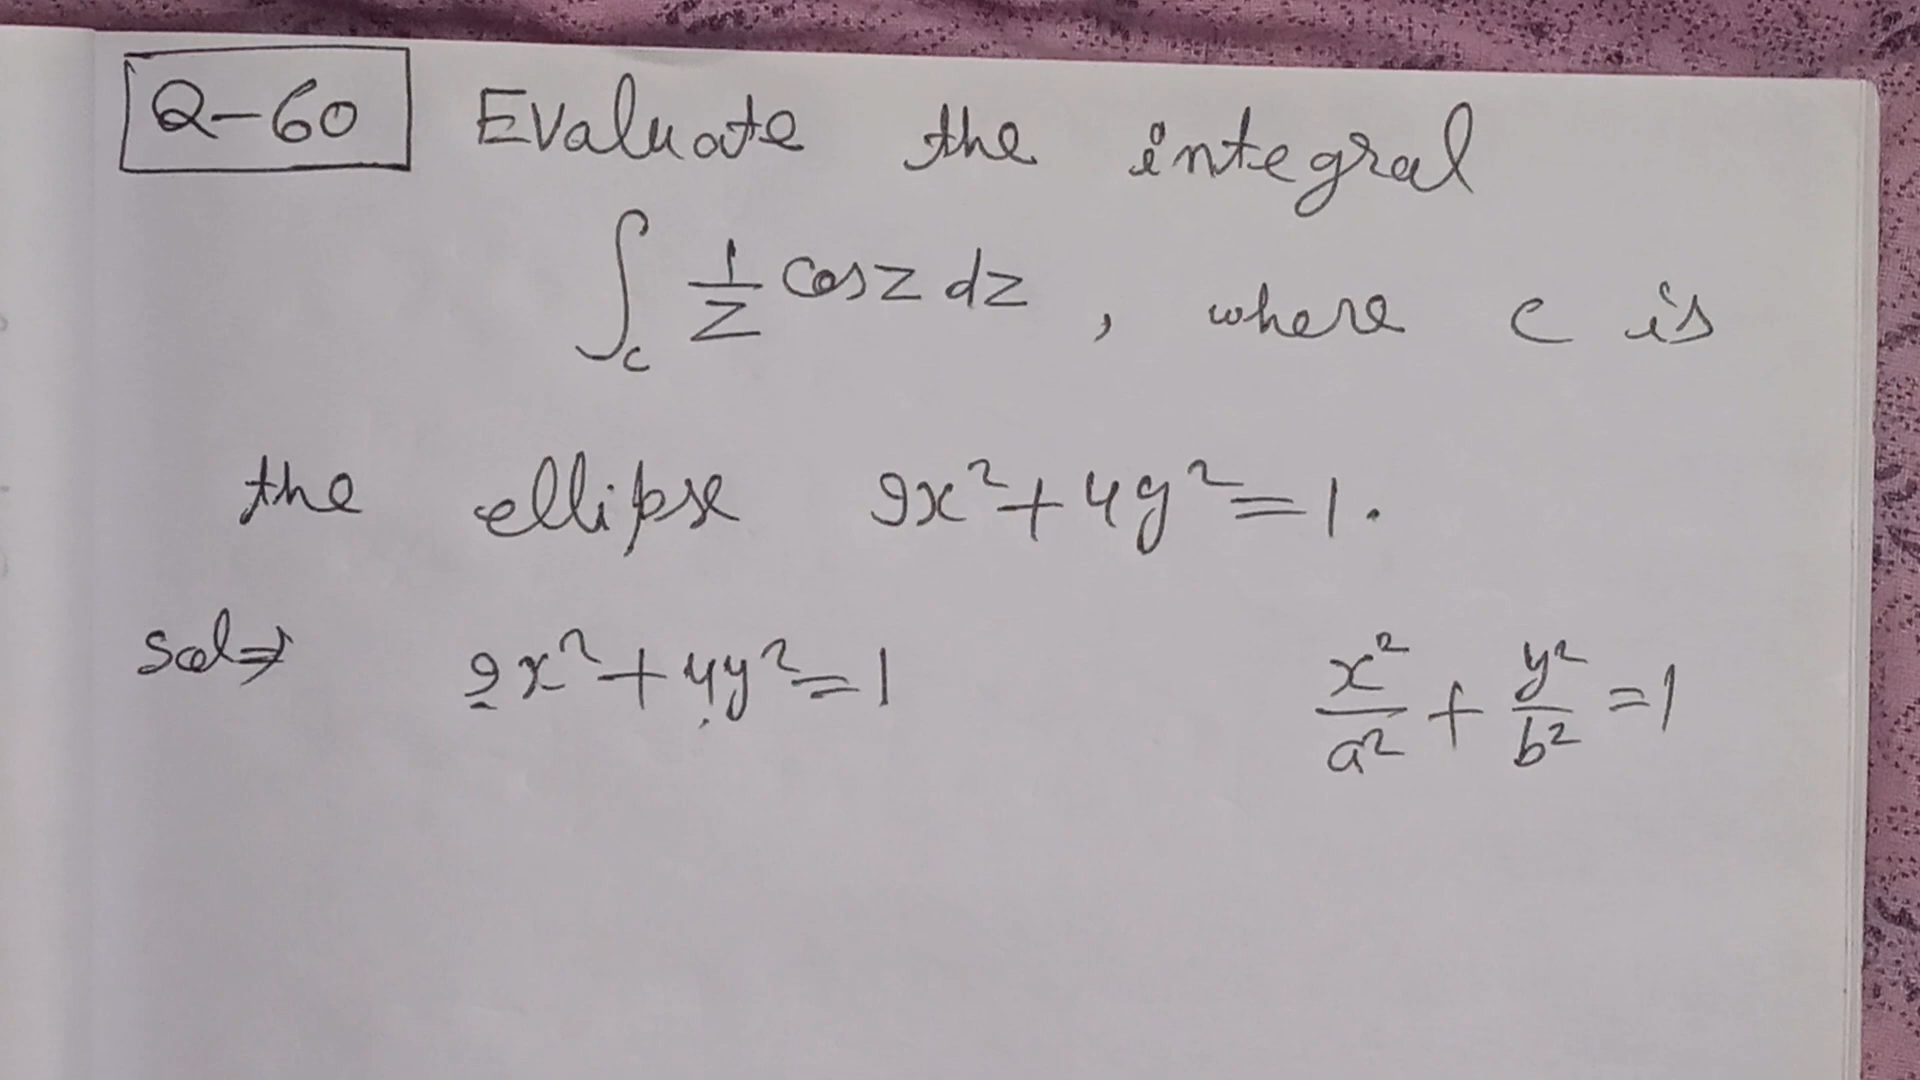 Q-60 Evaluate the integral
∫_c 1/z cosz dz , where c is
the ellipse 9x²+4y²=1.
Sol⇒ 9x²+4y²=1 x²/a² + y²/b² =1